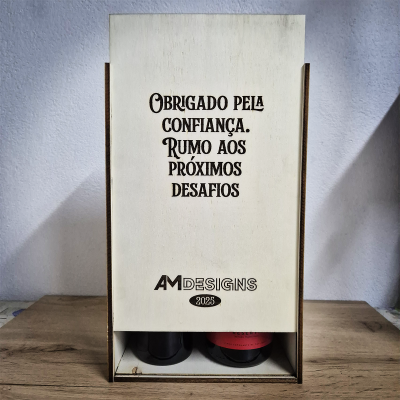 OBRIGADO PELA
CONFIANÇA.
RUMO AOS
PRÓXIMOS
DESAFIOS
AMDESIGNS
2025